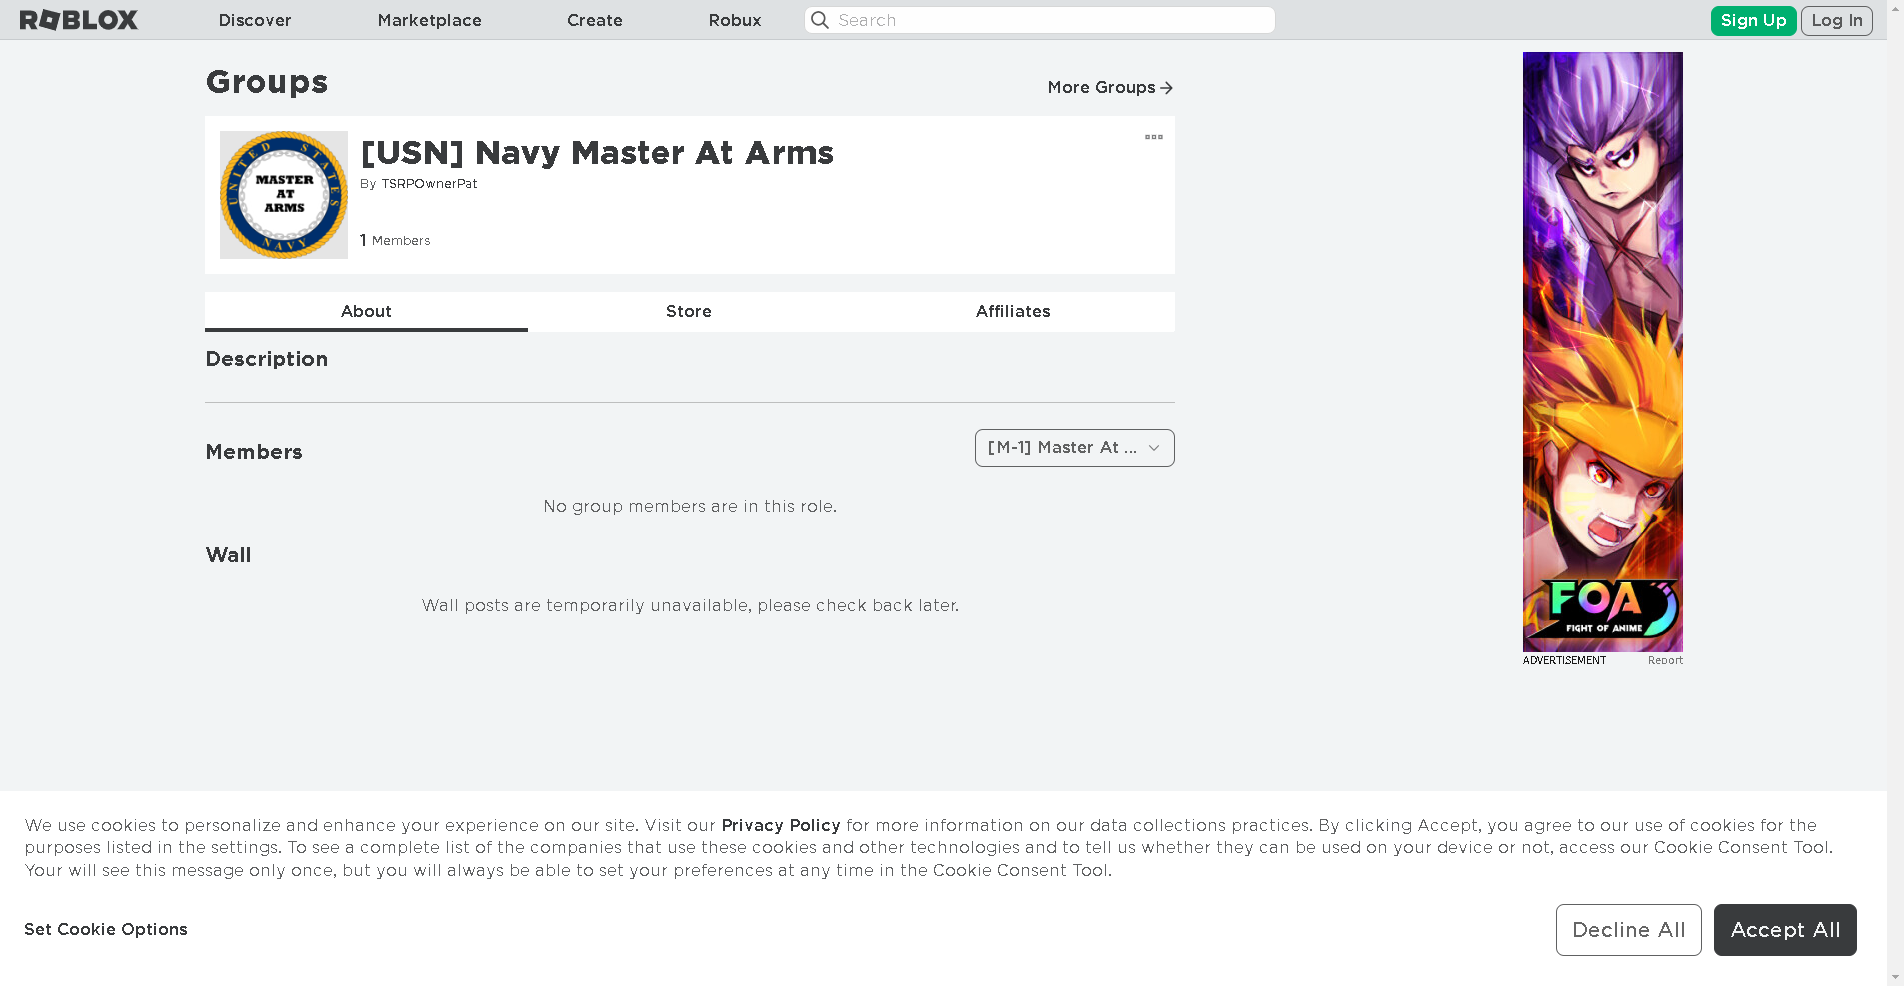 ROBLOX
Discover
Marketplace
Create
Robux
Search
Sign Up
Log In
Groups
More Groups
UNITED STATES
MASTER
AT
ARMS
NAVY
[USN] Navy Master At Arms
By TSRPOwnerPat
1 Members
About
Store
Affiliates
Description
Members
[M-1] Master At ...
No group members are in this role.
Wall
Wall posts are temporarily unavailable, please check back later.
FOA
FIGHT OF ANIME
ADVERTISEMENT
Report
We use cookies to personalize and enhance your experience on our site. Visit our Privacy Policy for more information on our data collections practices. By clicking Accept, you agree to our use of cookies for the
purposes listed in the settings. To see a complete list of the companies that use these cookies and other technologies and to tell us whether they can be used on your device or not, access our Cookie Consent Tool.
Your will see this message only once, but you will always be able to set your preferences at any time in the Cookie Consent Tool.
Set Cookie Options
Decline All
Accept All